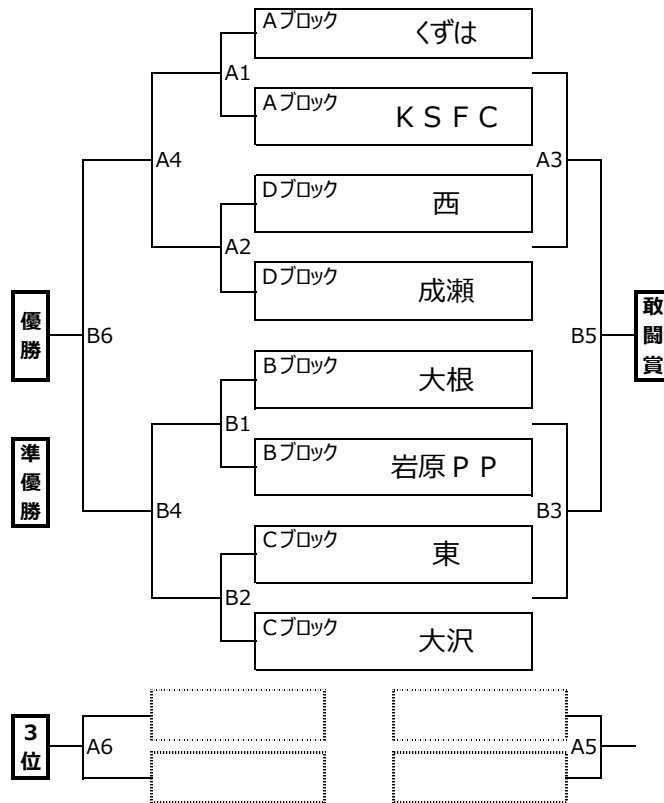 Aブロック くずは
A1
Aブロック ＫＳＦＣ
A4
A3
Dブロック 西
A2
Dブロック 成瀬
優勝
B6
B5
敢闘賞
Bブロック 大根
B1
Bブロック 岩原ＰＰ
準優勝
B4
B3
Cブロック 東
B2
Cブロック 大沢
３位
A6
A5